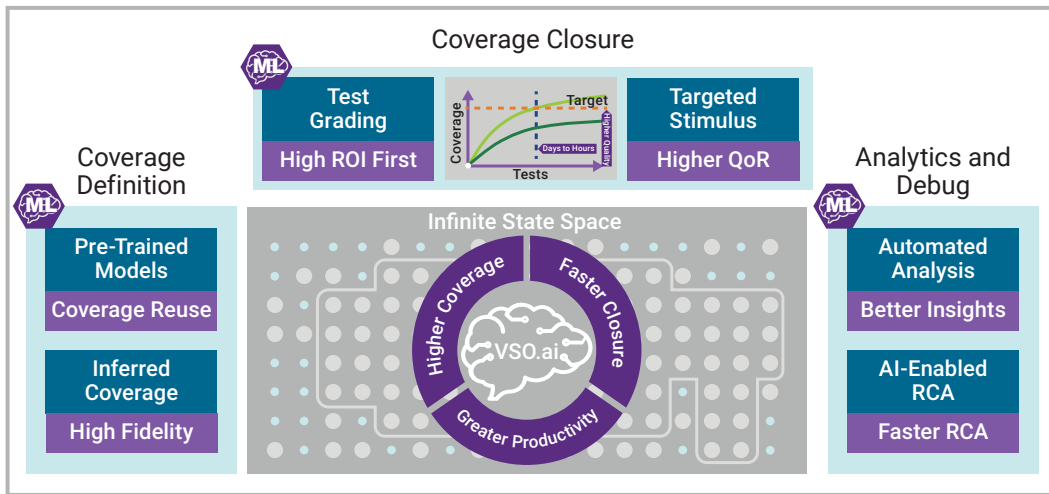 Coverage Closure
ML
Test
Grading
High ROI First
Coverage
Target
Higher Quality
Days to Hours
Tests
Targeted
Stimulus
Higher QoR
Coverage
Definition
ML
Pre-Trained
Models
Coverage Reuse
Inferred
Coverage
High Fidelity
Infinite State Space
Higher Coverage
Faster Closure
VSO.ai
Greater Productivity
Analytics and
Debug
ML
Automated
Analysis
Better Insights
AI-Enabled
RCA
Faster RCA